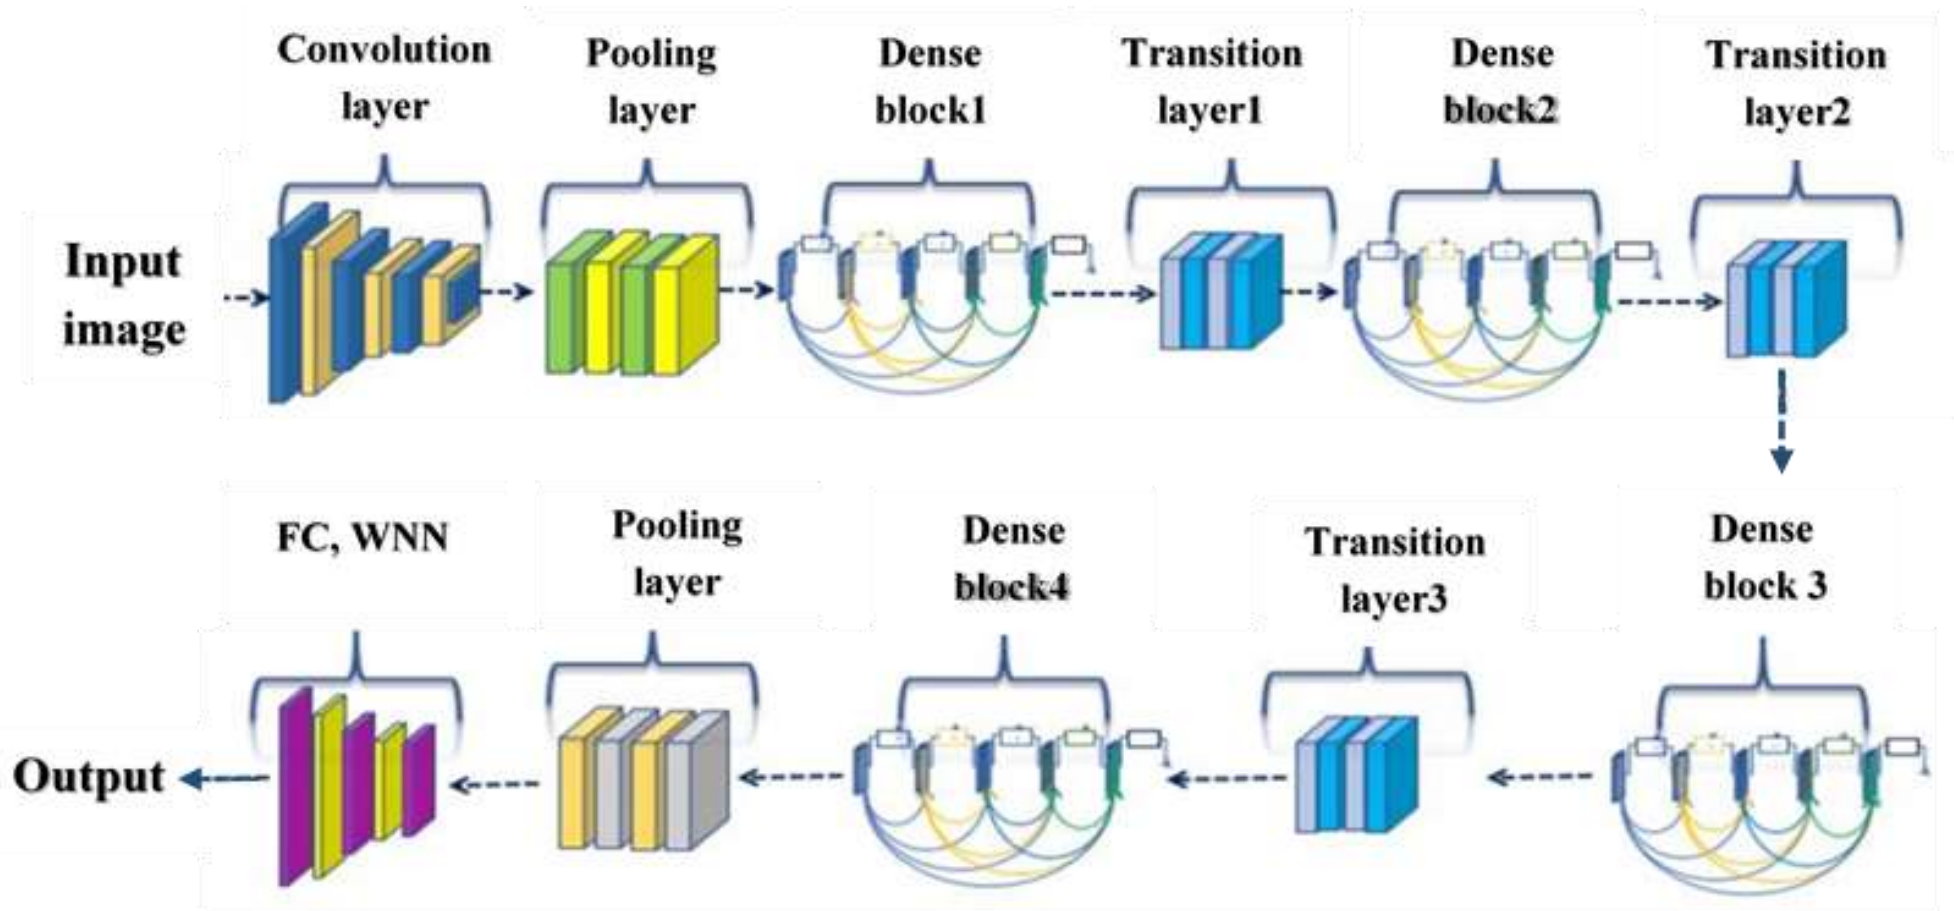 Convolution
layer
Pooling
layer
Dense
block1
Transition
layer1
Dense
block2
Transition
layer2
Input
image
Dense
block 3
Transition
layer3
Dense
block4
Pooling
layer
FC, WNN
Output